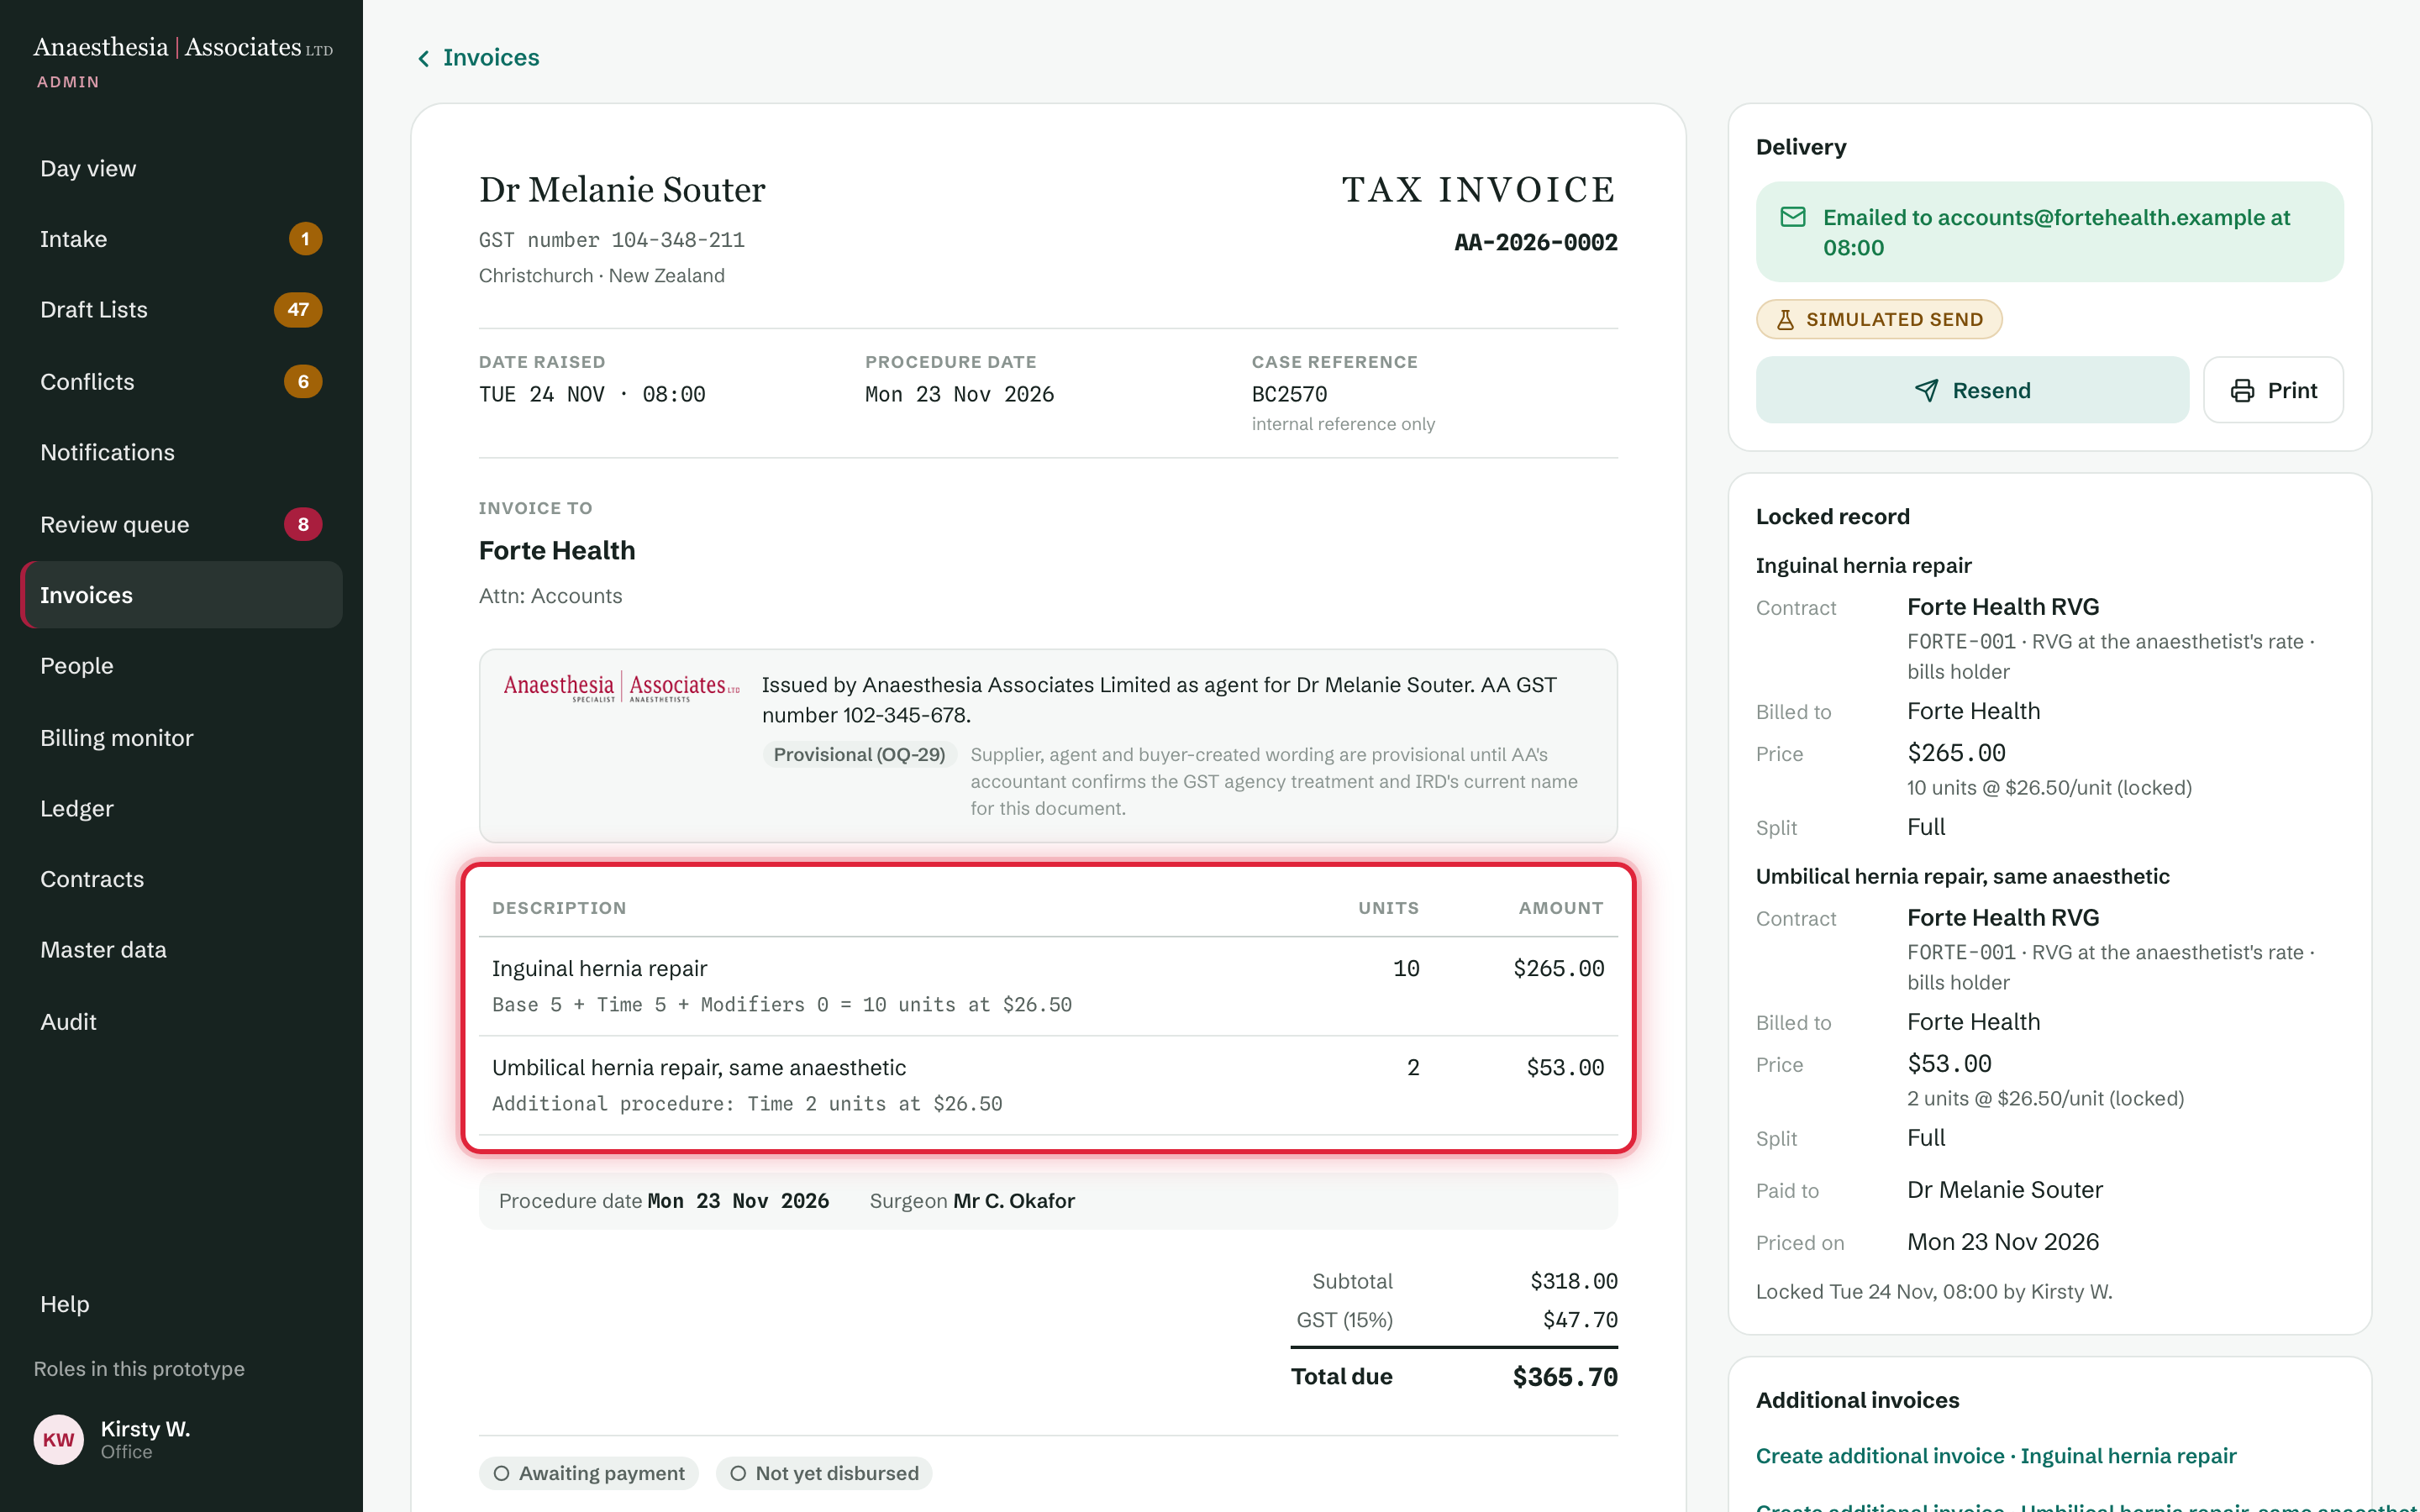 Anaesthesia | Associates LTD
ADMIN
Day view
Intake 1
Draft Lists 47
Conflicts 6
Notifications
Review queue 8
Invoices
People
Billing monitor
Ledger
Contracts
Master data
Audit
Help
Roles in this prototype
KW
Kirsty W.
Office
Invoices
Dr Melanie Souter
GST number 104-348-211
Christchurch · New Zealand
TAX INVOICE
AA-2026-0002
DATE RAISED
TUE 24 NOV · 08:00
PROCEDURE DATE
Mon 23 Nov 2026
CASE REFERENCE
BC2570
internal reference only
INVOICE TO
Forte Health
Attn: Accounts
Anaesthesia | Associates LTD
SPECIALIST | ANAESTHETISTS
Issued by Anaesthesia Associates Limited as agent for Dr Melanie Souter. AA GST
number 102-345-678.
Provisional (OQ-29)
Supplier, agent and buyer-created wording are provisional until AA's
accountant confirms the GST agency treatment and IRD's current name
for this document.
DESCRIPTION UNITS AMOUNT
Inguinal hernia repair 10 $265.00
Base 5 + Time 5 + Modifiers 0 = 10 units at $26.50
Umbilical hernia repair, same anaesthetic 2 $53.00
Additional procedure: Time 2 units at $26.50
Procedure date Mon 23 Nov 2026 Surgeon Mr C. Okafor
Subtotal $318.00
GST (15%) $47.70
Total due $365.70
Awaiting payment
Not yet disbursed
Delivery
Emailed to accounts@fortehealth.example at
08:00
SIMULATED SEND
Resend
Print
Locked record
Inguinal hernia repair
Contract Forte Health RVG
FORTE-001 · RVG at the anaesthetist's rate ·
bills holder
Billed to Forte Health
Price $265.00
10 units @ $26.50/unit (locked)
Split Full
Umbilical hernia repair, same anaesthetic
Contract Forte Health RVG
FORTE-001 · RVG at the anaesthetist's rate ·
bills holder
Billed to Forte Health
Price $53.00
2 units @ $26.50/unit (locked)
Split Full
Paid to Dr Melanie Souter
Priced on Mon 23 Nov 2026
Locked Tue 24 Nov, 08:00 by Kirsty W.
Additional invoices
Create additional invoice · Inguinal hernia repair
Create additional invoice · Umbilical hernia repair, same